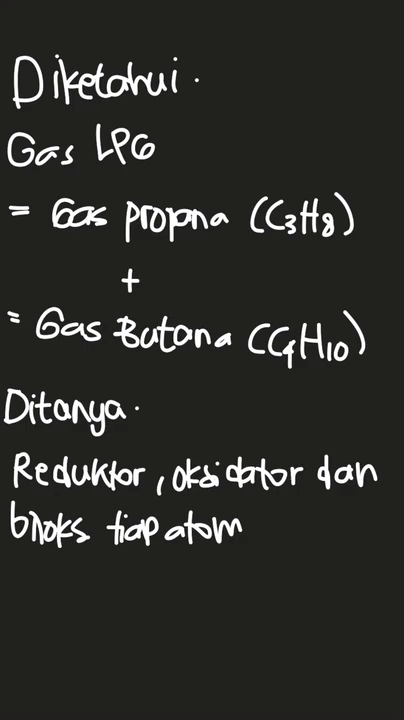 Diketahui.
Gas LPG
= Gas propana (C₃H₈)
+
= Gas Butana (C₄H₁₀)
Ditanya.
Reduktor, oksidator dan
biloks tiap atom